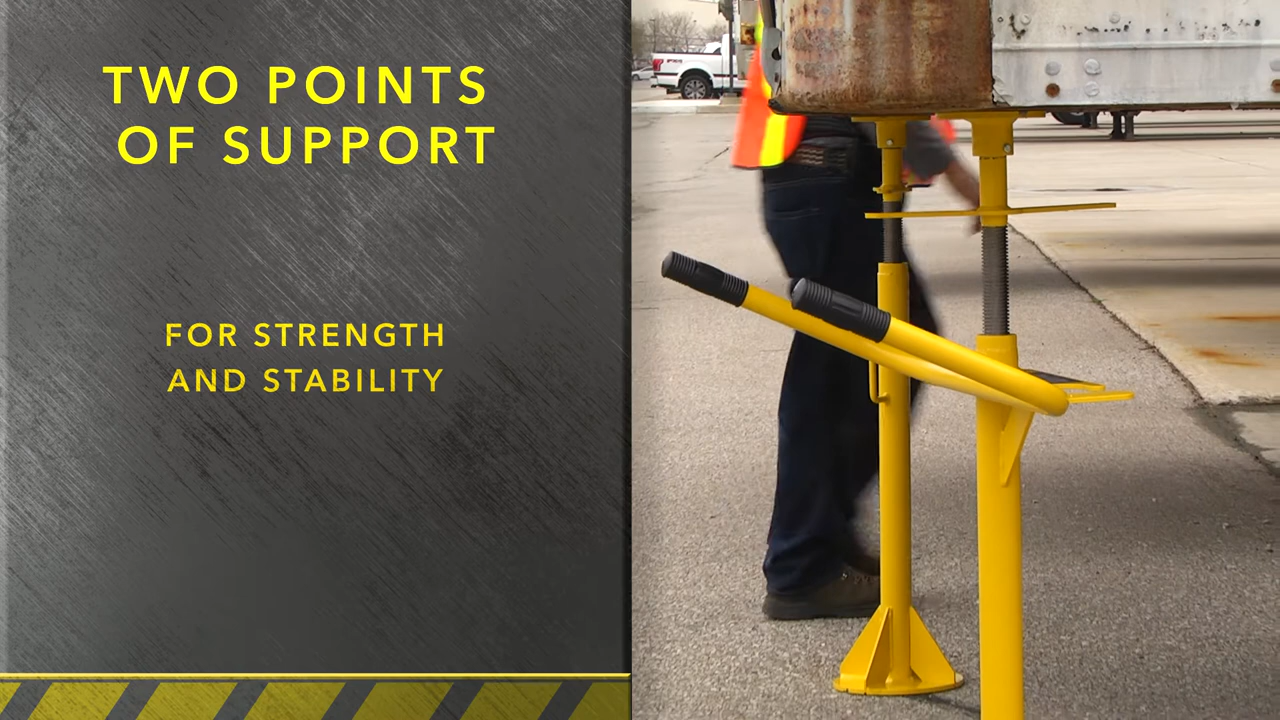 TWO POINTS
OF SUPPORT
FOR STRENGTH
AND STABILITY